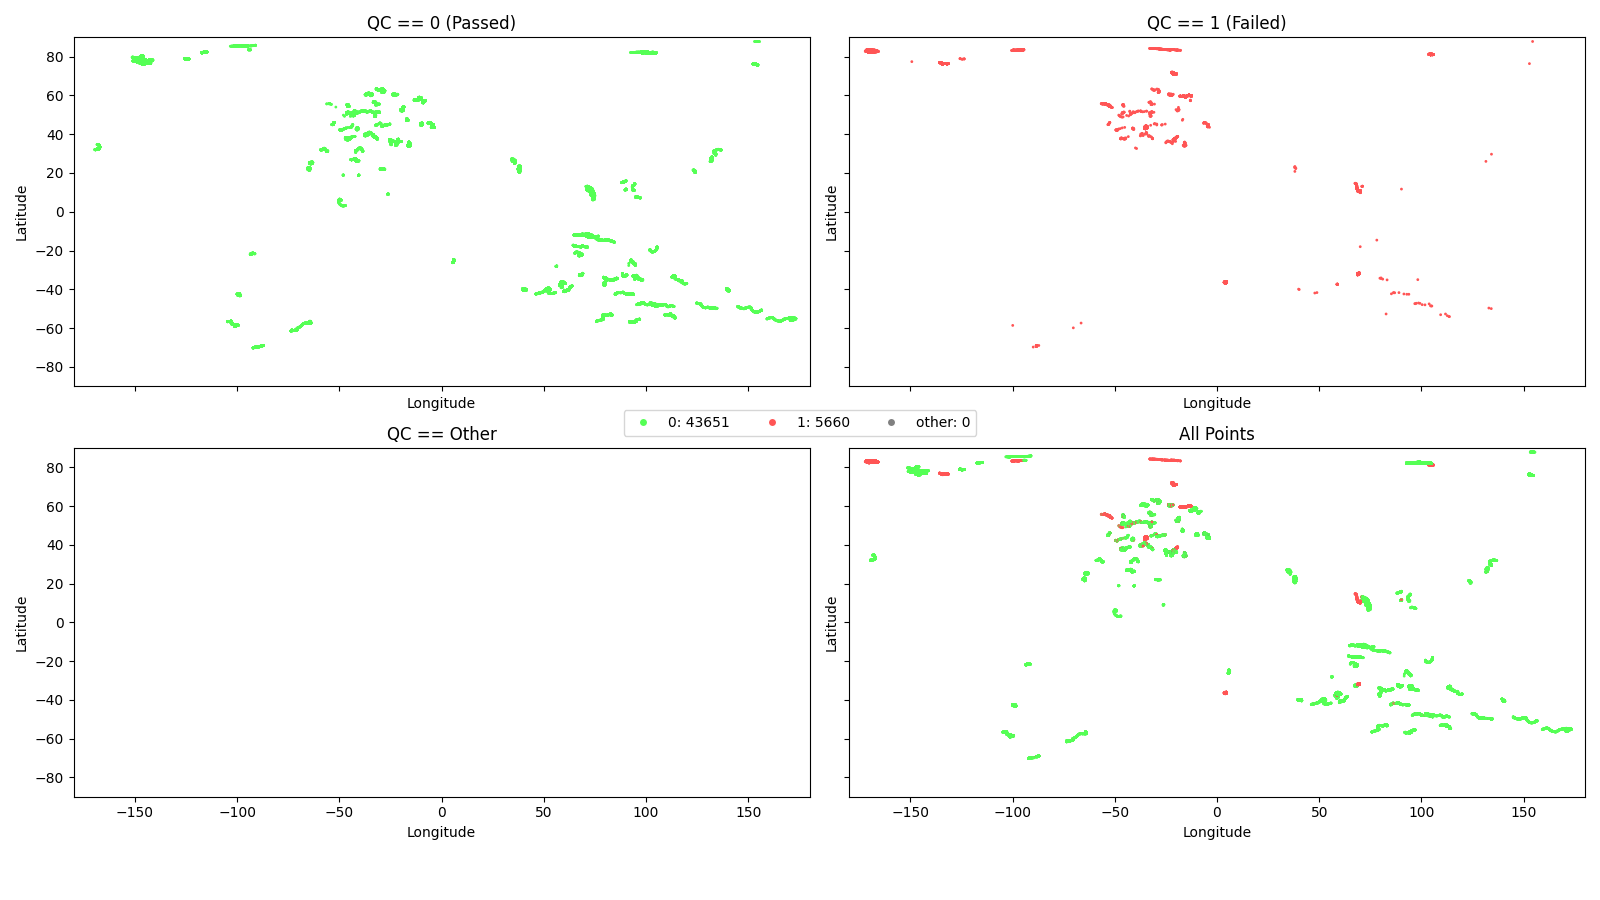 QC == 0 (Passed)
QC == 1 (Failed)
80
60
40
20
0
−20
−40
−60
−80
Latitude
Latitude
Longitude
Longitude
0: 43651
1: 5660
other: 0
QC == Other
All Points
80
60
40
20
0
−20
−40
−60
−80
Latitude
Latitude
−150
−100
−50
0
50
100
150
−150
−100
−50
0
50
100
150
Longitude
Longitude